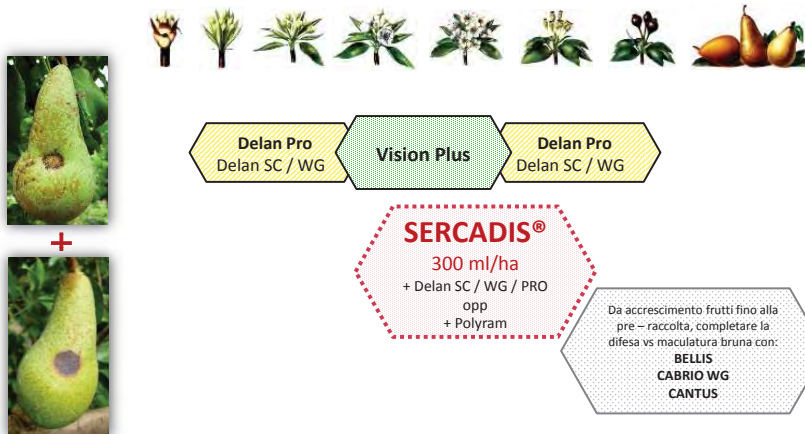 Delan Pro
Delan SC / WG
Vision Plus
Delan Pro
Delan SC / WG
SERCADIS®
300 ml/ha
+ Delan SC / WG / PRO
opp
+ Polyram
+
Da accrescimento frutti fino alla
pre – raccolta, completare la
difesa vs maculatura bruna con:
BELLIS
CABRIO WG
CANTUS